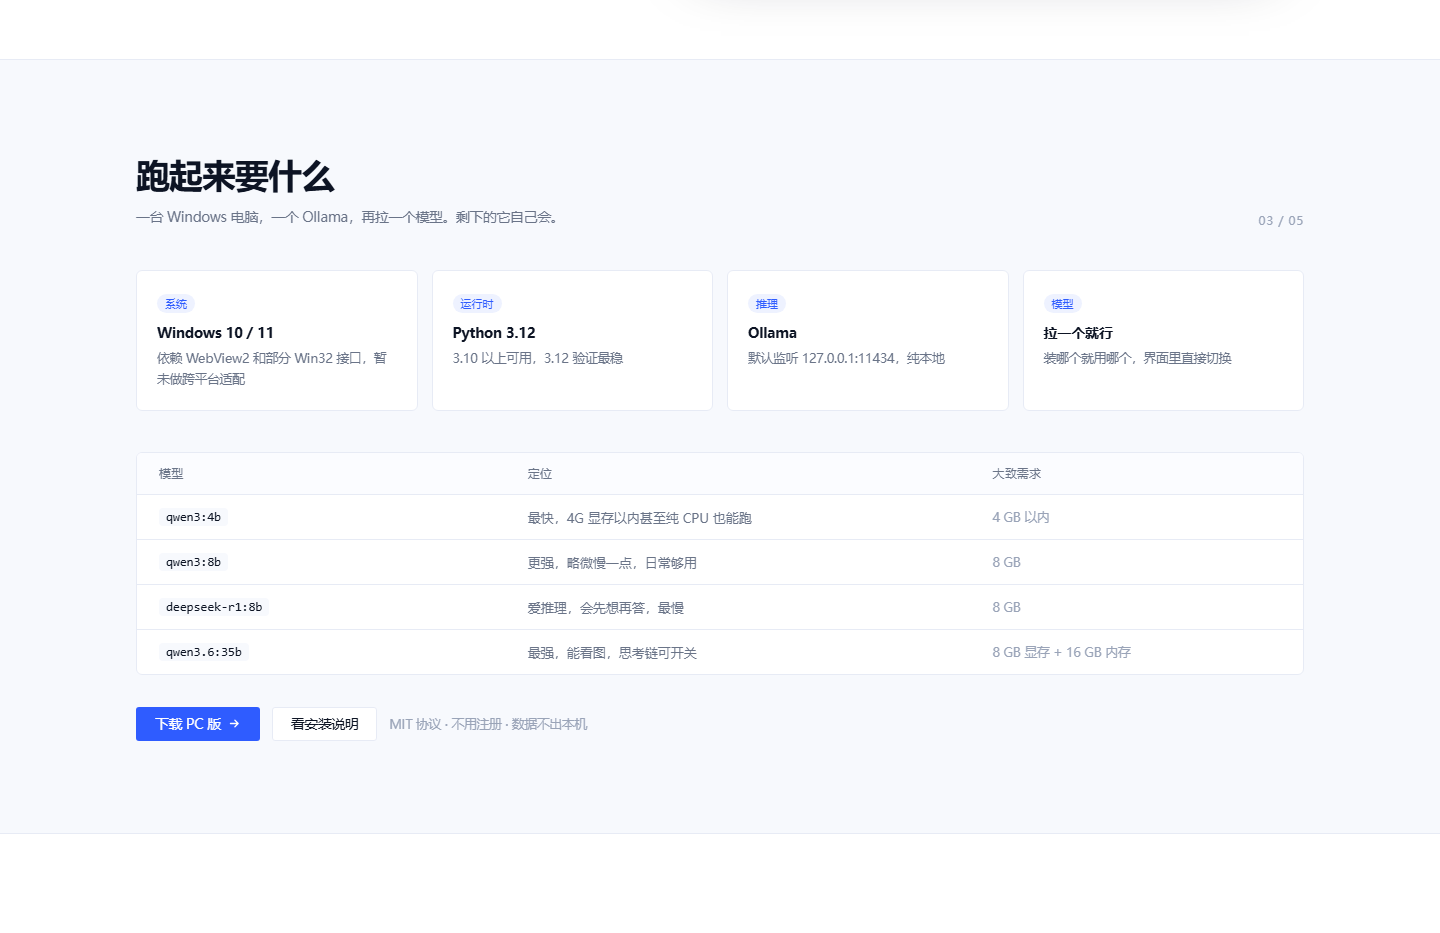 跑起来要什么
一台 Windows 电脑，一个 Ollama，再拉一个模型。剩下的它自己会。
03 / 05
系统
Windows 10 / 11
依赖 WebView2 和部分 Win32 接口，暂
未做跨平台适配
运行时
Python 3.12
3.10 以上可用，3.12 验证最稳
推理
Ollama
默认监听 127.0.0.1:11434，纯本地
模型
拉一个就行
装哪个就用哪个，界面里直接切换
模型 定位 大致需求
qwen3:4b 最快，4G 显存以内甚至纯 CPU 也能跑 4 GB 以内
qwen3:8b 更强，略微慢一点，日常够用 8 GB
deepseek-r1:8b 爱推理，会先想再答，最慢 8 GB
qwen3.6:35b 最强，能看图，思考链可开关 8 GB 显存 + 16 GB 内存
下载 PC 版 → 看安装说明 MIT 协议 · 不用注册 · 数据不出本机